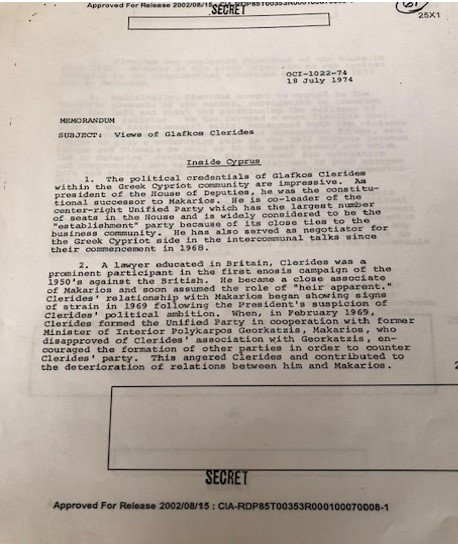 Approved For Release 2002/08/15 : CIA-RDP85T00353R000100070008-1
SECRET
25X1
OCI-1022-74
18 July 1974
MEMORANDUM
SUBJECT: Views of Glafkos Clerides
Inside Cyprus
1. The political credentials of Glafkos Clerides
within the Greek Cypriot community are impressive. As
president of the House of Deputies, he was the constitu-
tional successor to Makarios. He is co-leader of the
center-right Unified Party which has the largest number
of seats in the House and is widely considered to be the
"establishment" party because of its close ties to the
business community. He has also served as negotiator for
the Greek Cypriot side in the intercommunal talks since
their commencement in 1968.
2. A lawyer educated in Britain, Clerides was a
prominent participant in the first enosis campaign of the
1950's against the British. He became a close associate
of Makarios and soon assumed the role of "heir apparent."
Clerides' relationship with Makarios began showing signs
of strain in 1969 following the President's suspicion of
Clerides' political ambition. When, in February 1969,
Clerides formed the Unified Party in cooperation with former
Minister of Interior Polykarpos Georkatzis, Makarios, who
disapproved of Clerides' association with Georkatzis, en-
couraged the formation of other parties in order to counter
Clerides' party. This angered Clerides and contributed to
the deterioration of relations between him and Makarios.
2
SECRET
Approved For Release 2002/08/15 : CIA-RDP85T00353R000100070008-1